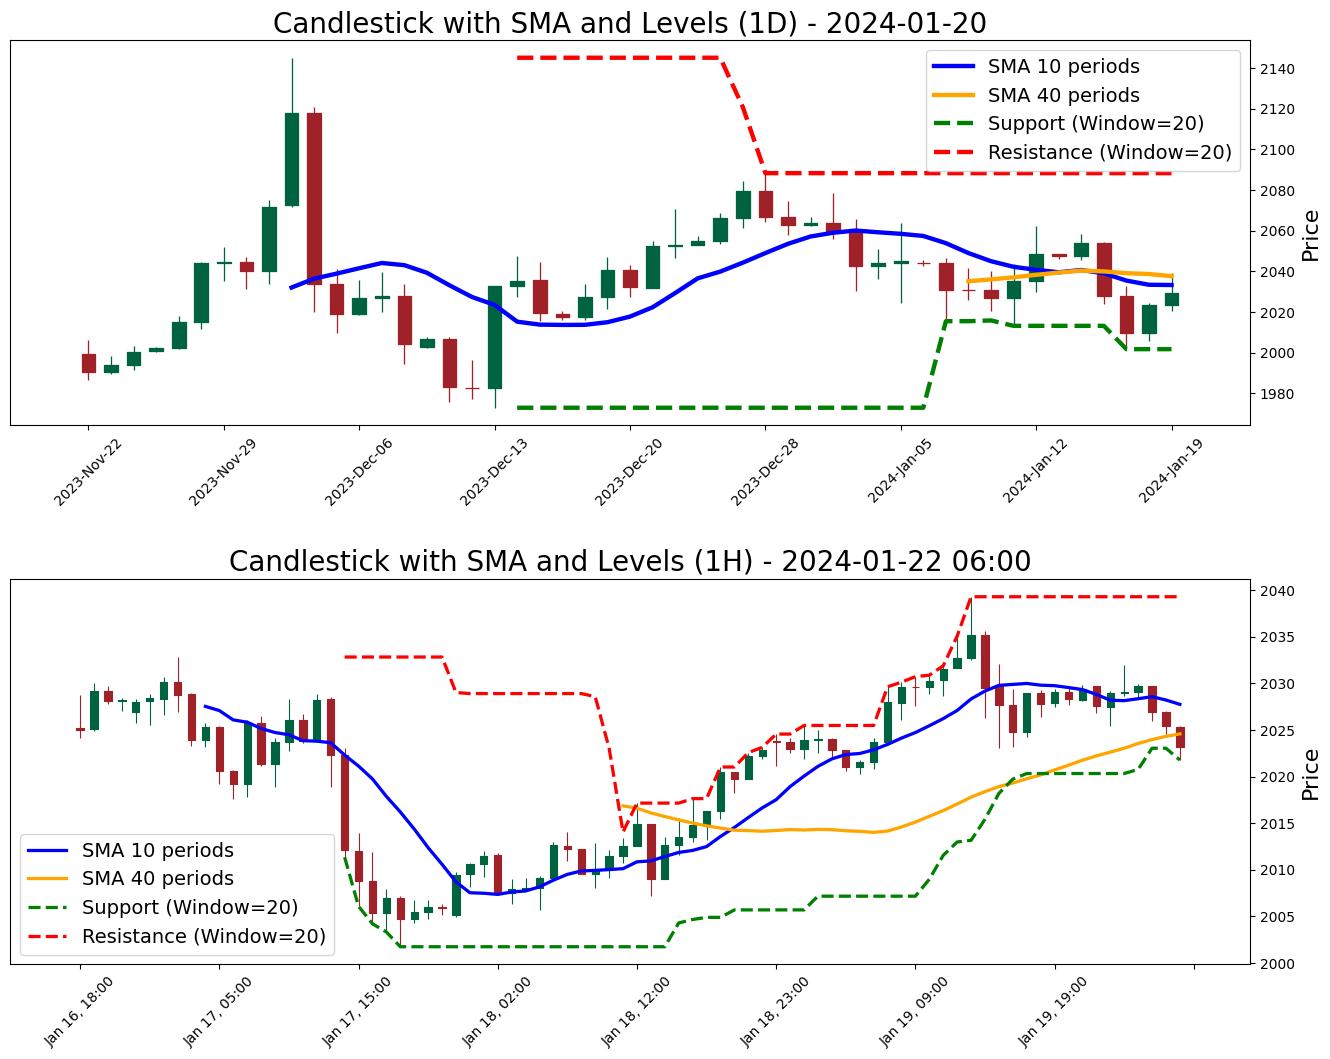 Candlestick with SMA and Levels (1D) - 2024-01-20
SMA 10 periods
SMA 40 periods
Support (Window=20)
Resistance (Window=20)
2140
2120
2100
2080
2060
2040
2020
2000
1980
Price
2023-Nov-22
2023-Nov-29
2023-Dec-06
2023-Dec-13
2023-Dec-20
2023-Dec-28
2024-Jan-05
2024-Jan-12
2024-Jan-19
Candlestick with SMA and Levels (1H) - 2024-01-22 06:00
2040
2035
2030
2025
2020
2015
2010
2005
2000
Price
SMA 10 periods
SMA 40 periods
Support (Window=20)
Resistance (Window=20)
Jan 16, 18:00
Jan 17, 05:00
Jan 17, 15:00
Jan 18, 02:00
Jan 18, 12:00
Jan 18, 23:00
Jan 19, 09:00
Jan 19, 19:00